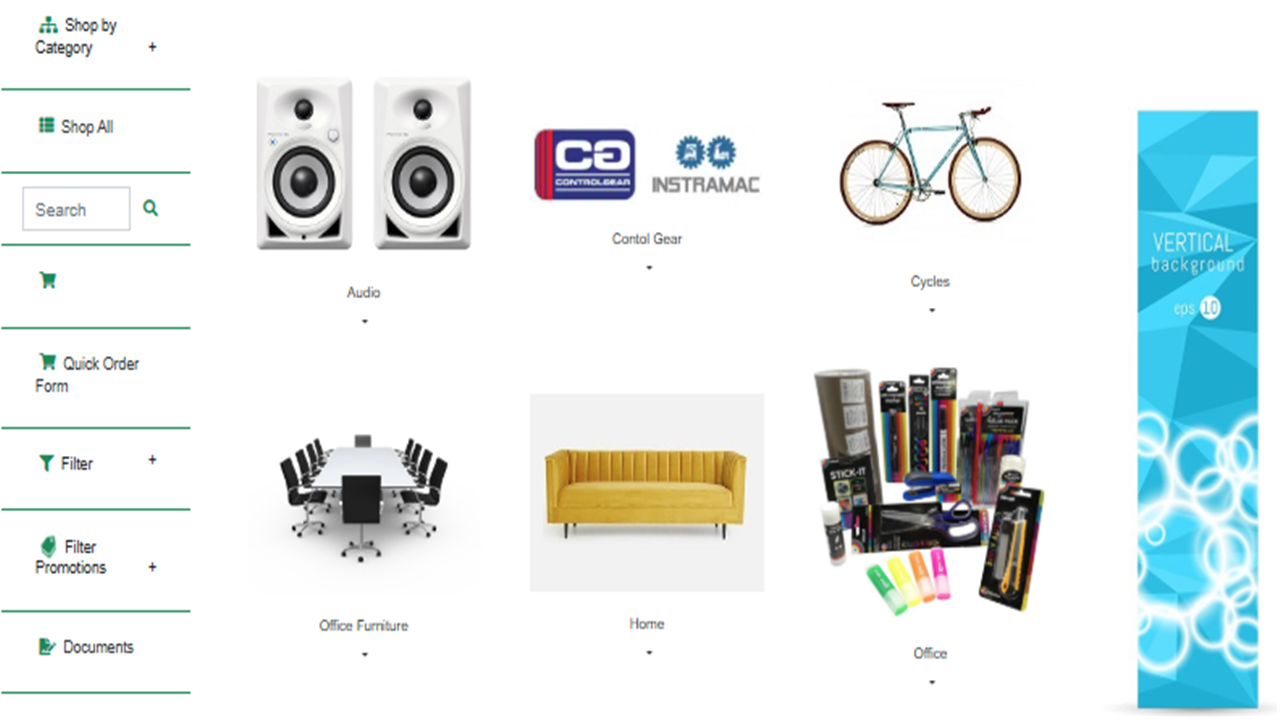 Shop by
Category +
Shop All
Search
Quick Order
Form
Filter +
Filter
Promotions +
Documents
Audio
CG
CONTROLGEAR
INSTRAMAC
Contol Gear
Cycles
Office Furniture
Home
STICK-IT
Office
VERTICAL
background
eps 10